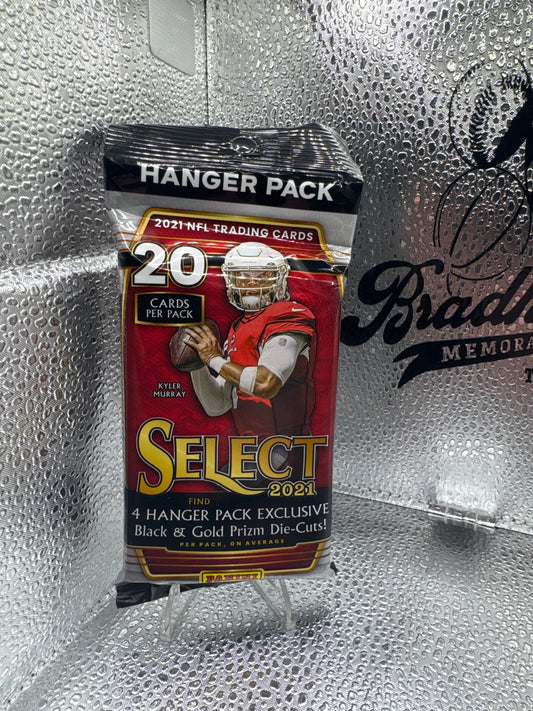 HANGER PACK
2021 NFL TRADING CARDS
20
CARDS
PER PACK
KYLER
MURRAY
SELECT
2021
FIND
4 HANGER PACK EXCLUSIVE
Black & Gold Prizm Die-Cuts!
PER PACK, ON AVERAGE
PANINI